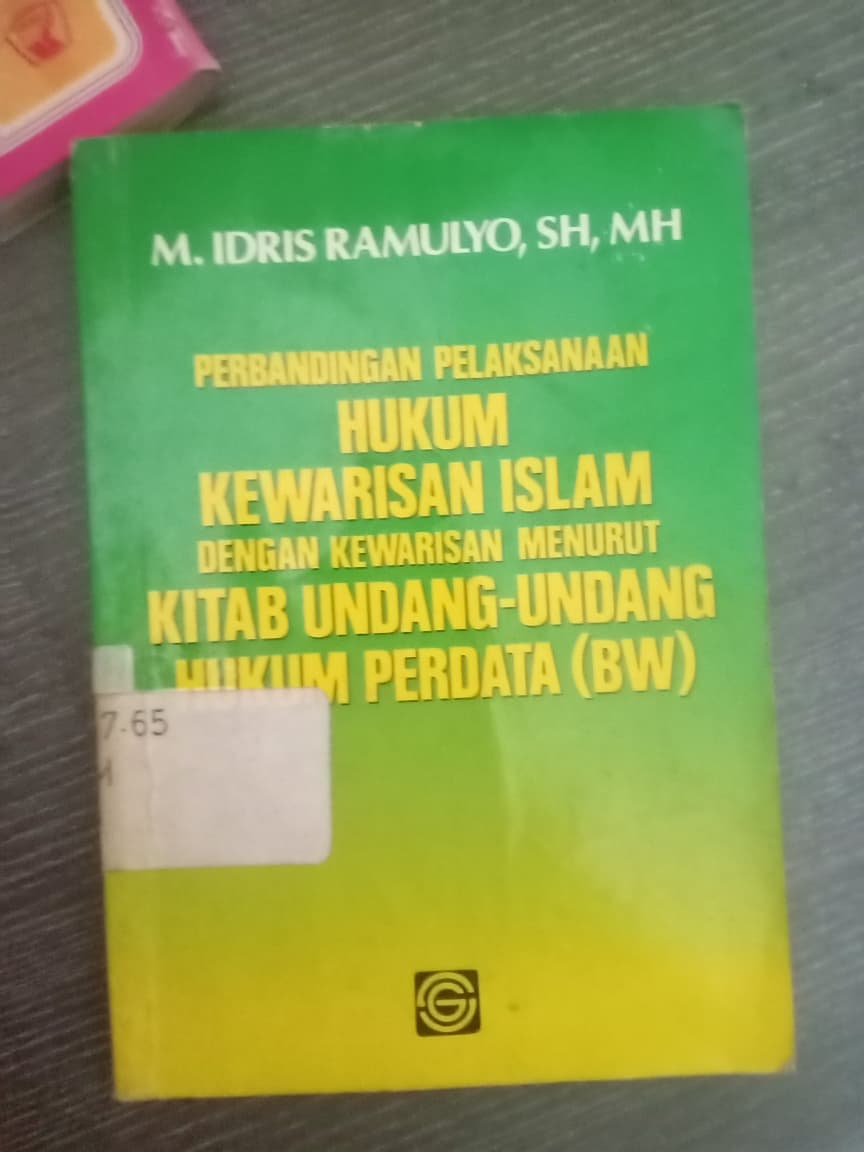 M. IDRIS RAMULYO, SH, MH
PERBANDINGAN PELAKSANAAN
HUKUM
KEWARISAN ISLAM
DENGAN KEWARISAN MENURUT
KITAB UNDANG-UNDANG
HUKUM PERDATA (BW)
7.65